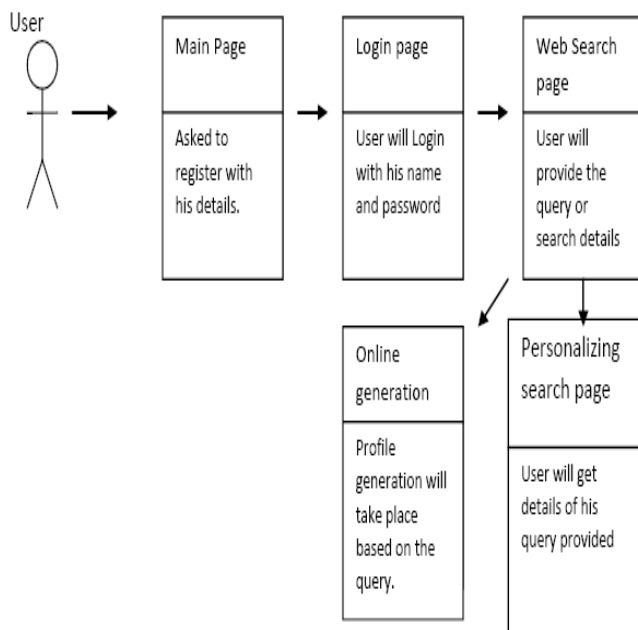 User
Main Page
Asked to
register with
his details.
Login page
User will Login
with his name
and password
Web Search
page
User will
provide the
query or
search details
Online
generation
Profile
generation will
take place
based on the
query.
Personalizing
search page
User will get
details of his
query provided